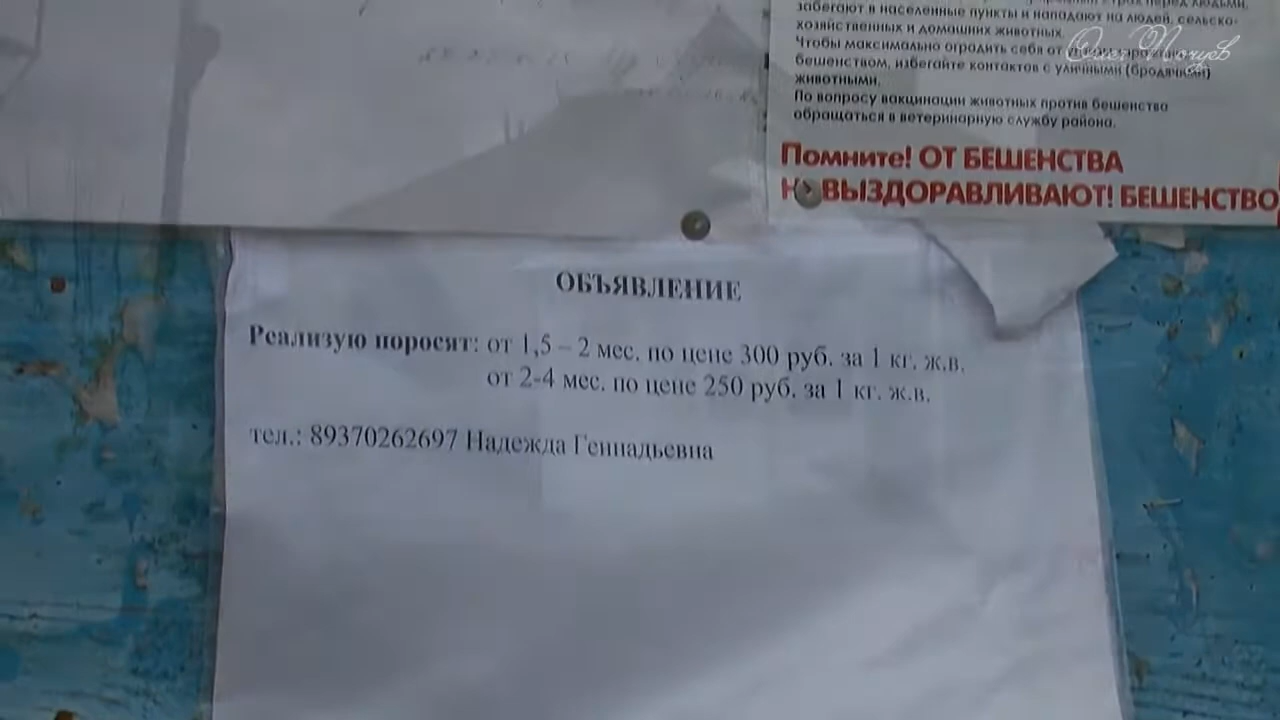 забегают в населенные пункты и нападают на людей, сельско-
хозяйственных и домашних животных.
Чтобы максимально оградить себя от
бешенством, избегайте контактов с уличными (бродячими)
животными.
По вопросу вакцинации животных против бешенства
обращаться в ветеринарную службу района.
Помните! ОТ БЕШЕНСТВА
НЕ ВЫЗДОРАВЛИВАЮТ! БЕШЕНСТВО
ОБЪЯВЛЕНИЕ
Реализую поросят: от 1,5 – 2 мес. по цене 300 руб. за 1 кг. ж.в.
от 2-4 мес. по цене 250 руб. за 1 кг. ж.в.
тел.: 89370262697 Надежда Геннадьевна